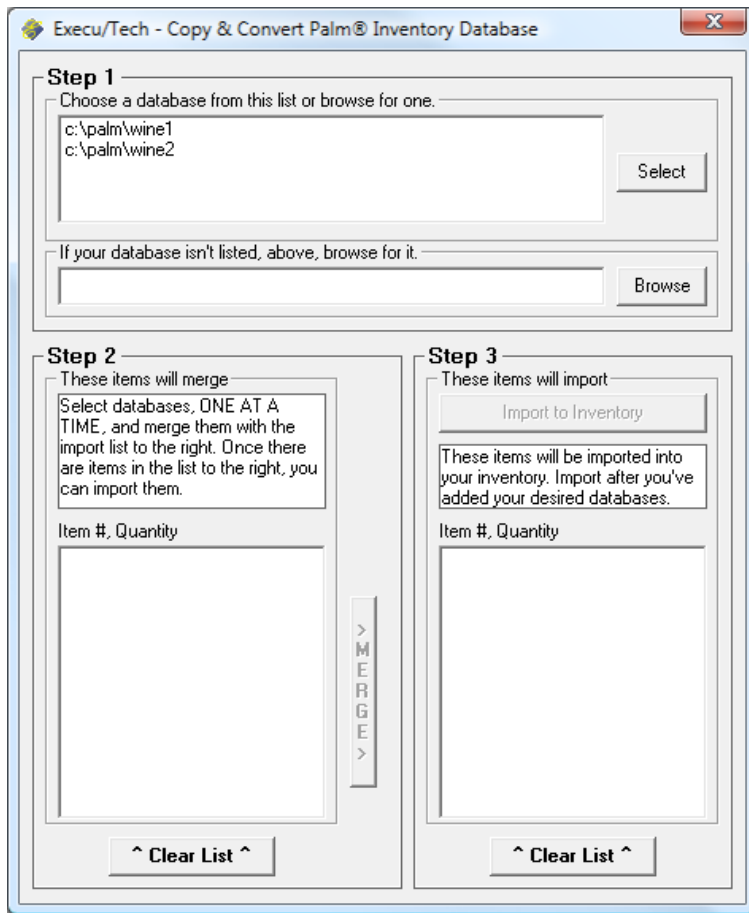 Execu/Tech - Copy & Convert Palm® Inventory Database
X
Step 1
Choose a database from this list or browse for one.
c:\palm\wine1
c:\palm\wine2
Select
If your database isn't listed, above, browse for it.
Browse
Step 2
These items will merge
Select databases, ONE AT A
TIME, and merge them with the
import list to the right. Once there
are items in the list to the right, you
can import them.
Item #, Quantity
>
M
E
R
G
E
>
^ Clear List ^
Step 3
These items will import
Import to Inventory
These items will be imported into
your inventory. Import after you've
added your desired databases.
Item #, Quantity
^ Clear List ^